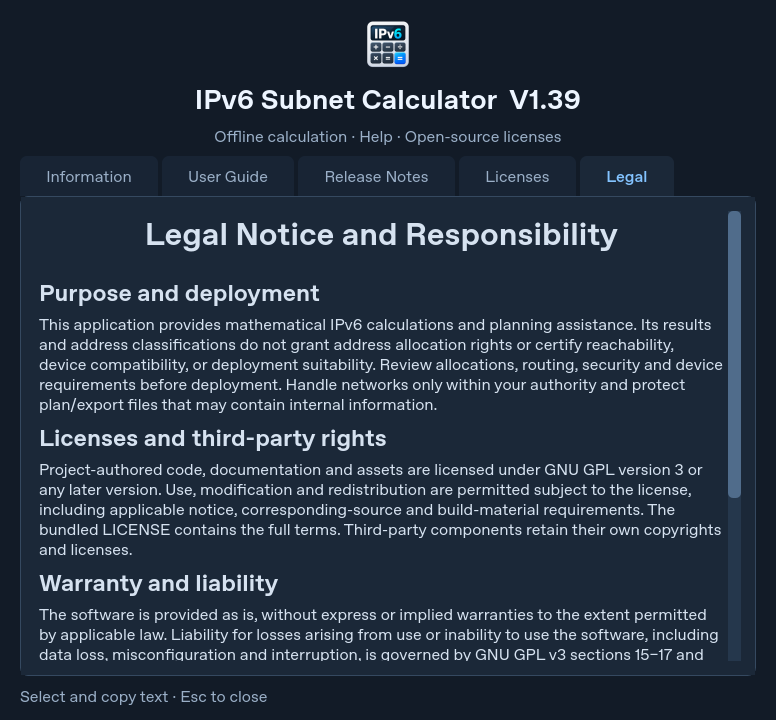 IPv6
IPv6 Subnet Calculator V1.39
Offline calculation · Help · Open-source licenses
Information User Guide Release Notes Licenses Legal
Legal Notice and Responsibility
Purpose and deployment
This application provides mathematical IPv6 calculations and planning assistance. Its results
and address classifications do not grant address allocation rights or certify reachability,
device compatibility, or deployment suitability. Review allocations, routing, security and device
requirements before deployment. Handle networks only within your authority and protect
plan/export files that may contain internal information.
Licenses and third-party rights
Project-authored code, documentation and assets are licensed under GNU GPL version 3 or
any later version. Use, modification and redistribution are permitted subject to the license,
including applicable notice, corresponding-source and build-material requirements. The
bundled LICENSE contains the full terms. Third-party components retain their own copyrights
and licenses.
Warranty and liability
The software is provided as is, without express or implied warranties to the extent permitted
by applicable law. Liability for losses arising from use or inability to use the software, including
data loss, misconfiguration and interruption, is governed by GNU GPL v3 sections 15–17 and
Select and copy text · Esc to close